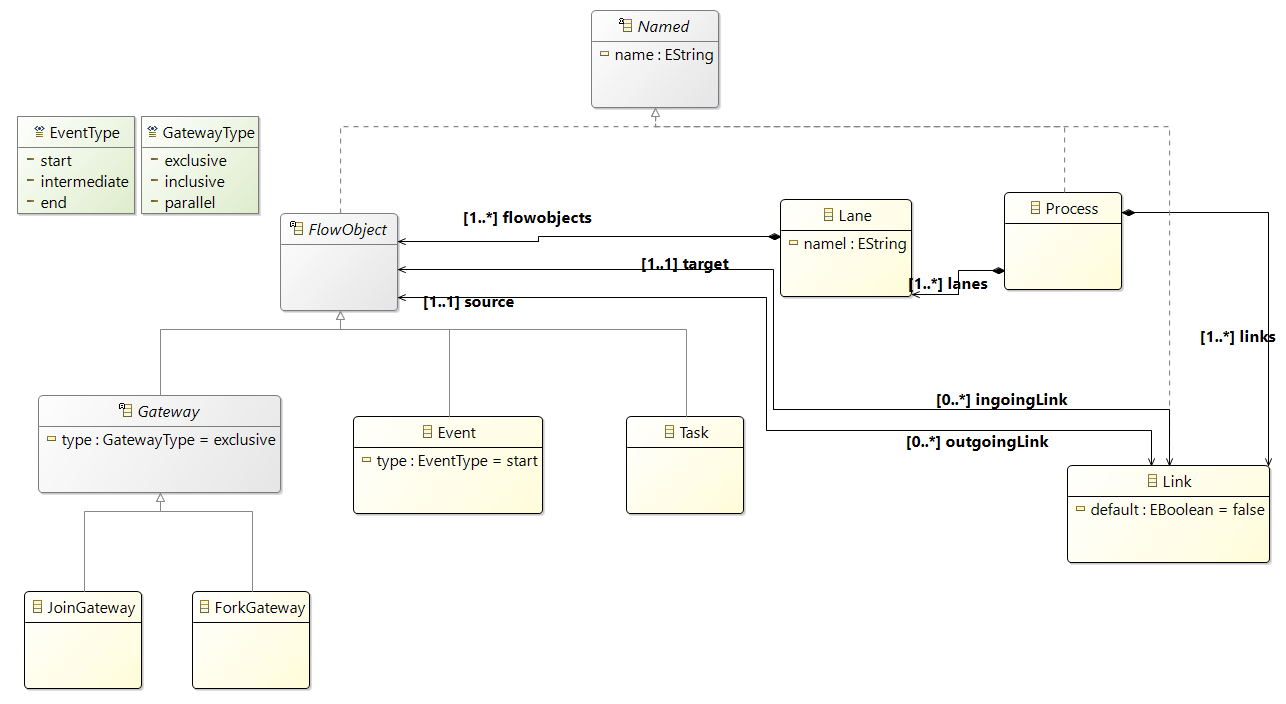 Named
name : EString
EventType
start
intermediate
end
GatewayType
exclusive
inclusive
parallel
FlowObject
[1..*] flowobjects
Lane
namel : EString
Process
[1..1] target
[1..*] lanes
[1..1] source
[1..*] links
Gateway
type : GatewayType = exclusive
Event
type : EventType = start
Task
[0..*] ingoingLink
[0..*] outgoingLink
Link
default : EBoolean = false
JoinGateway
ForkGateway